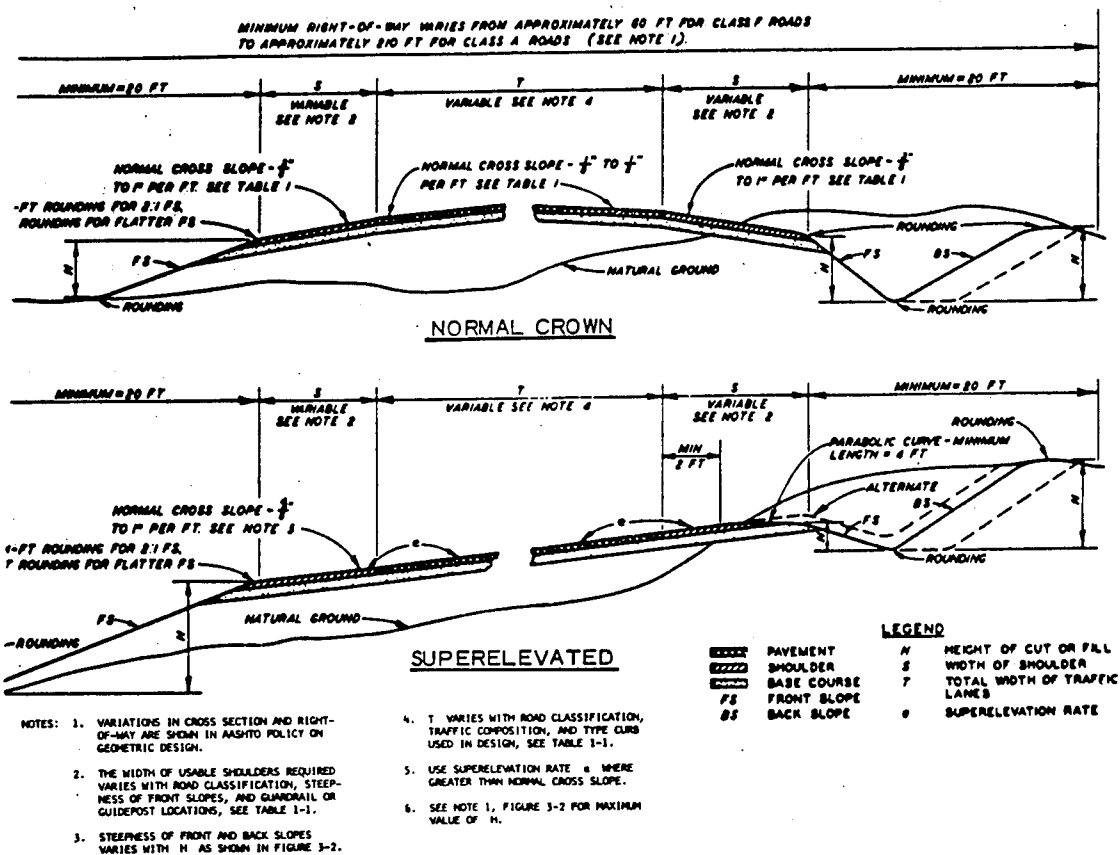 MINIMUM RIGHT-OF-WAY VARIES FROM APPROXIMATELY 60 FT FOR CLASS F ROADS
TO APPROXIMATELY 210 FT FOR CLASS A ROADS (SEE NOTE 1).
MINIMUM=20 FT
S
VARIABLE
SEE NOTE 2
T
VARIABLE SEE NOTE 4
S
VARIABLE
SEE NOTE 2
MINIMUM=20 FT
NORMAL CROSS SLOPE -
TO 1" PER FT. SEE TABLE 1
NORMAL CROSS SLOPE - TO
PER FT SEE TABLE 1
NORMAL CROSS SLOPE -
TO 1" PER FT. SEE TABLE 1
-FT ROUNDING FOR 2:1 FS,
ROUNDING FOR FLATTER FS
ROUNDING
H
FS
NATURAL GROUND
H
FS
BS
H
ROUNDING
ROUNDING
NORMAL CROWN
MINIMUM=20 FT
S
VARIABLE
SEE NOTE 2
T
VARIABLE SEE NOTE 4
S
VARIABLE
SEE NOTE 2
MINIMUM=20 FT
ROUNDING
MIN
2 FT
PARABOLIC CURVE - MINIMUM
LENGTH = 4 FT
ALTERNATE
NORMAL CROSS SLOPE -
TO 1" PER FT. SEE NOTE 5
e
e
BS
FS
H
H
-FT ROUNDING FOR 2:1 FS,
ROUNDING FOR FLATTER FS
ROUNDING
FS
H
NATURAL GROUND
ROUNDING
SUPERELEVATED
LEGEND
PAVEMENT
SHOULDER
BASE COURSE
FS FRONT SLOPE
BS BACK SLOPE
H HEIGHT OF CUT OR FILL
S WIDTH OF SHOULDER
T TOTAL WIDTH OF TRAFFIC
LANES
e SUPERELEVATION RATE
NOTES: 1. VARIATIONS IN CROSS SECTION AND RIGHT-
OF-WAY ARE SHOWN IN AASHTO POLICY ON
GEOMETRIC DESIGN.
2. THE WIDTH OF USABLE SHOULDERS REQUIRED
VARIES WITH ROAD CLASSIFICATION, STEEP-
NESS OF FRONT SLOPES, AND GUARDRAIL OR
GUIDEPOST LOCATIONS, SEE TABLE 1-1.
3. STEEPNESS OF FRONT AND BACK SLOPES
VARIES WITH H AS SHOWN IN FIGURE 3-2.
4. T VARIES WITH ROAD CLASSIFICATION,
TRAFFIC COMPOSITION, AND TYPE CURB
USED IN DESIGN, SEE TABLE 1-1.
5. USE SUPERELEVATION RATE e WHERE
GREATER THAN NORMAL CROSS SLOPE.
6. SEE NOTE 1, FIGURE 3-2 FOR MAXIMUM
VALUE OF H.